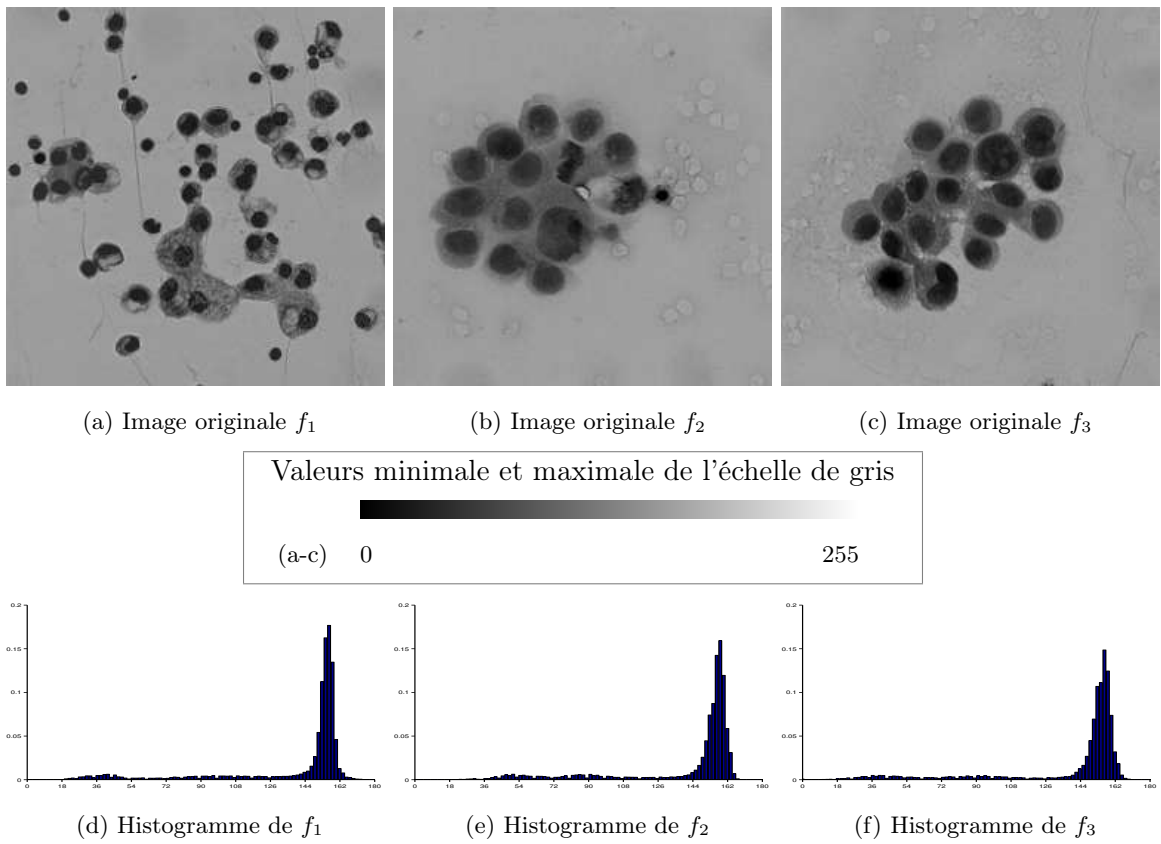 (a) Image originale f₁
(b) Image originale f₂
(c) Image originale f₃
Valeurs minimale et maximale de l'échelle de gris
(a-c) 0 255
0.2
0.15
0.1
0.05
0
0 18 36 54 72 90 108 126 144 162 180
0.2
0.15
0.1
0.05
0
0 18 36 54 72 90 108 126 144 162 180
0.2
0.15
0.1
0.05
0
0 18 36 54 72 90 108 126 144 162 180
(d) Histogramme de f₁
(e) Histogramme de f₂
(f) Histogramme de f₃